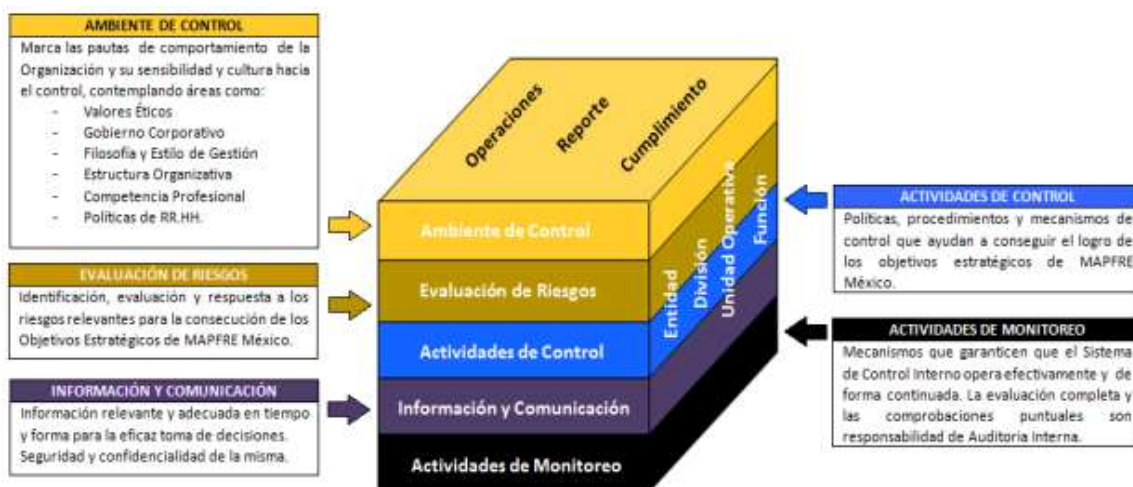 AMBIENTE DE CONTROL
Marca las pautas de comportamiento de la
Organización y su sensibilidad y cultura hacia
el control, contemplando áreas como:
- Valores Éticos
- Gobierno Corporativo
- Filosofía y Estilo de Gestión
- Estructura Organizativa
- Competencia Profesional
- Políticas de RR.HH.
EVALUACIÓN DE RIESGOS
Identificación, evaluación y respuesta a los
riesgos relevantes para la consecución de los
Objetivos Estratégicos de MAPFRE México.
INFORMACIÓN Y COMUNICACIÓN
Información relevante y adecuada en tiempo
y forma para la eficaz toma de decisiones.
Seguridad y confidencialidad de la misma.
Operaciones
Reporte
Cumplimiento
Ambiente de Control
Evaluación de Riesgos
Actividades de Control
Información y Comunicación
Actividades de Monitoreo
Entidad
División
Unidad Operativa
Función
ACTIVIDADES DE CONTROL
Políticas, procedimientos y mecanismos de
control que ayudan a conseguir el logro de
los objetivos estratégicos de MAPFRE
México.
ACTIVIDADES DE MONITOREO
Mecanismos que garanticen que el Sistema
de Control Interno opera efectivamente y de
forma continuada. La evaluación completa y
las comprobaciones puntuales son
responsabilidad de Auditoria Interna.